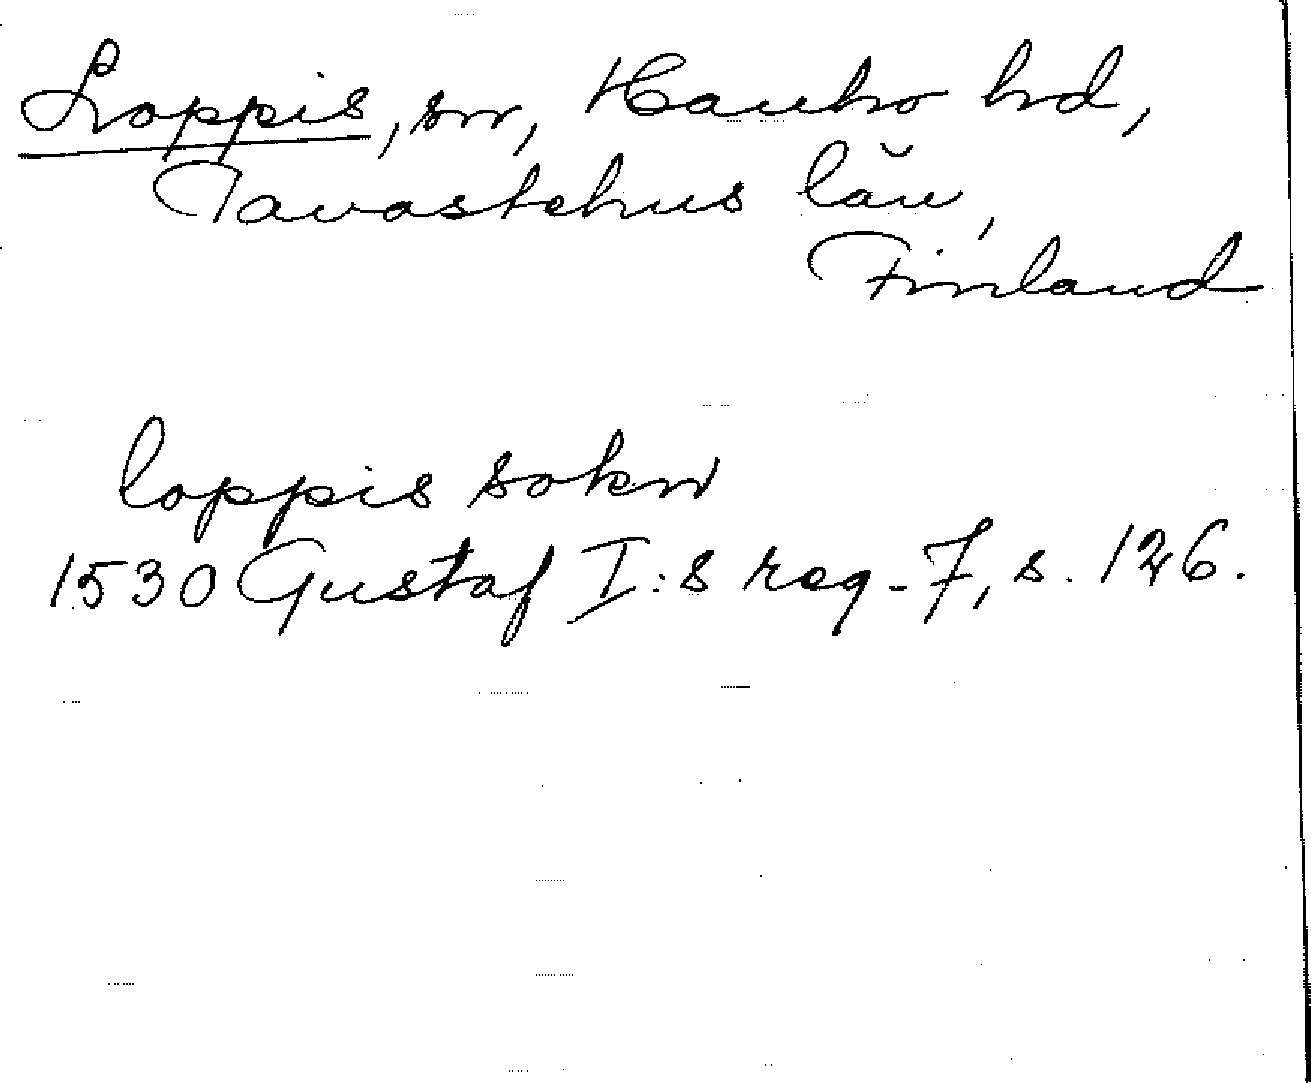 Loppis, sn, Hauho hd,
Tavastehus län,
Finland
loppis sokn
1530 Gustaf I:s reg. 7, s. 126.